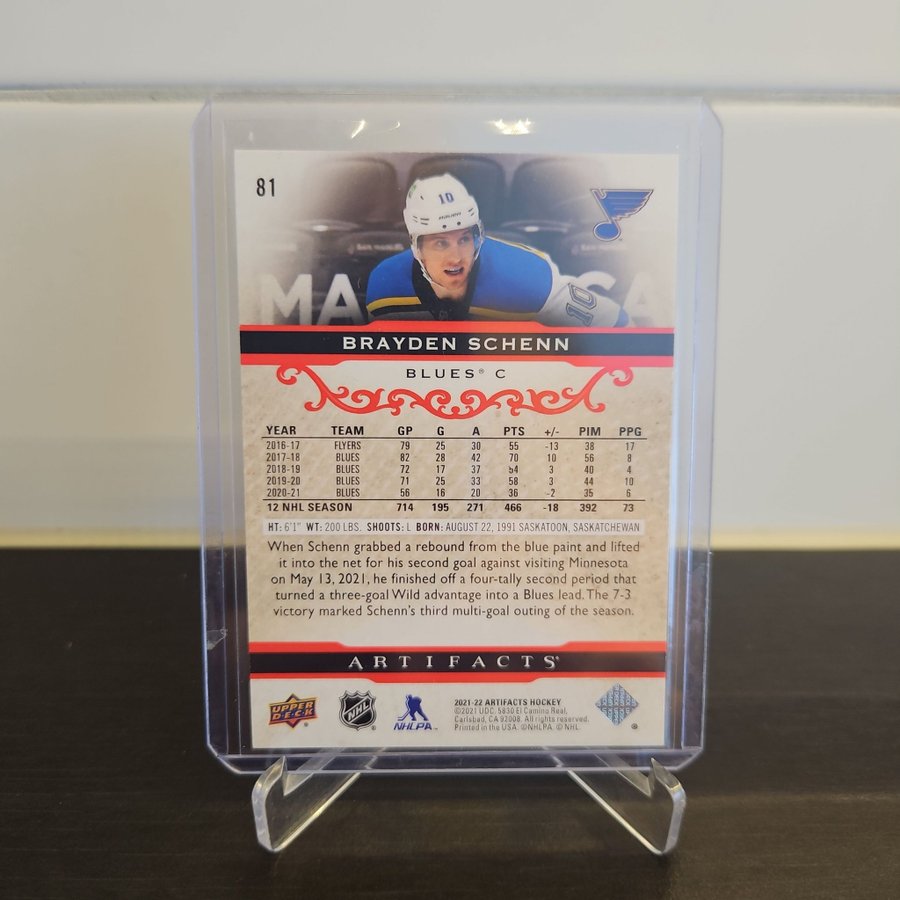 81
10
BAUER
10
MA
CA
BRAYDEN SCHENN
BLUES® C
YEAR TEAM GP G A PTS +/- PIM PPG
2016-17 FLYERS 79 25 30 55 -13 38 17
2017-18 BLUES 82 28 42 70 10 56 8
2018-19 BLUES 72 17 37 54 3 40 4
2019-20 BLUES 71 25 33 58 3 44 10
2020-21 BLUES 56 16 20 36 -2 35 6
12 NHL SEASON 714 195 271 466 -18 392 73
HT: 6'1" WT: 200 LBS. SHOOTS: L BORN: AUGUST 22, 1991 SASKATOON, SASKATCHEWAN
When Schenn grabbed a rebound from the blue paint and lifted
it into the net for his second goal against visiting Minnesota
on May 13, 2021, he finished off a four-tally second period that
turned a three-goal Wild advantage into a Blues lead. The 7-3
victory marked Schenn's third multi-goal outing of the season.
ARTIFACTS®
UPPER DECK®
NHL®
NHLPA™
2021-22 ARTIFACTS HOCKEY
©2021 UDC, 5830 El Camino Real,
Carlsbad, CA 92008. All rights reserved.
Printed in the USA. ©NHLPA. ©NHL.